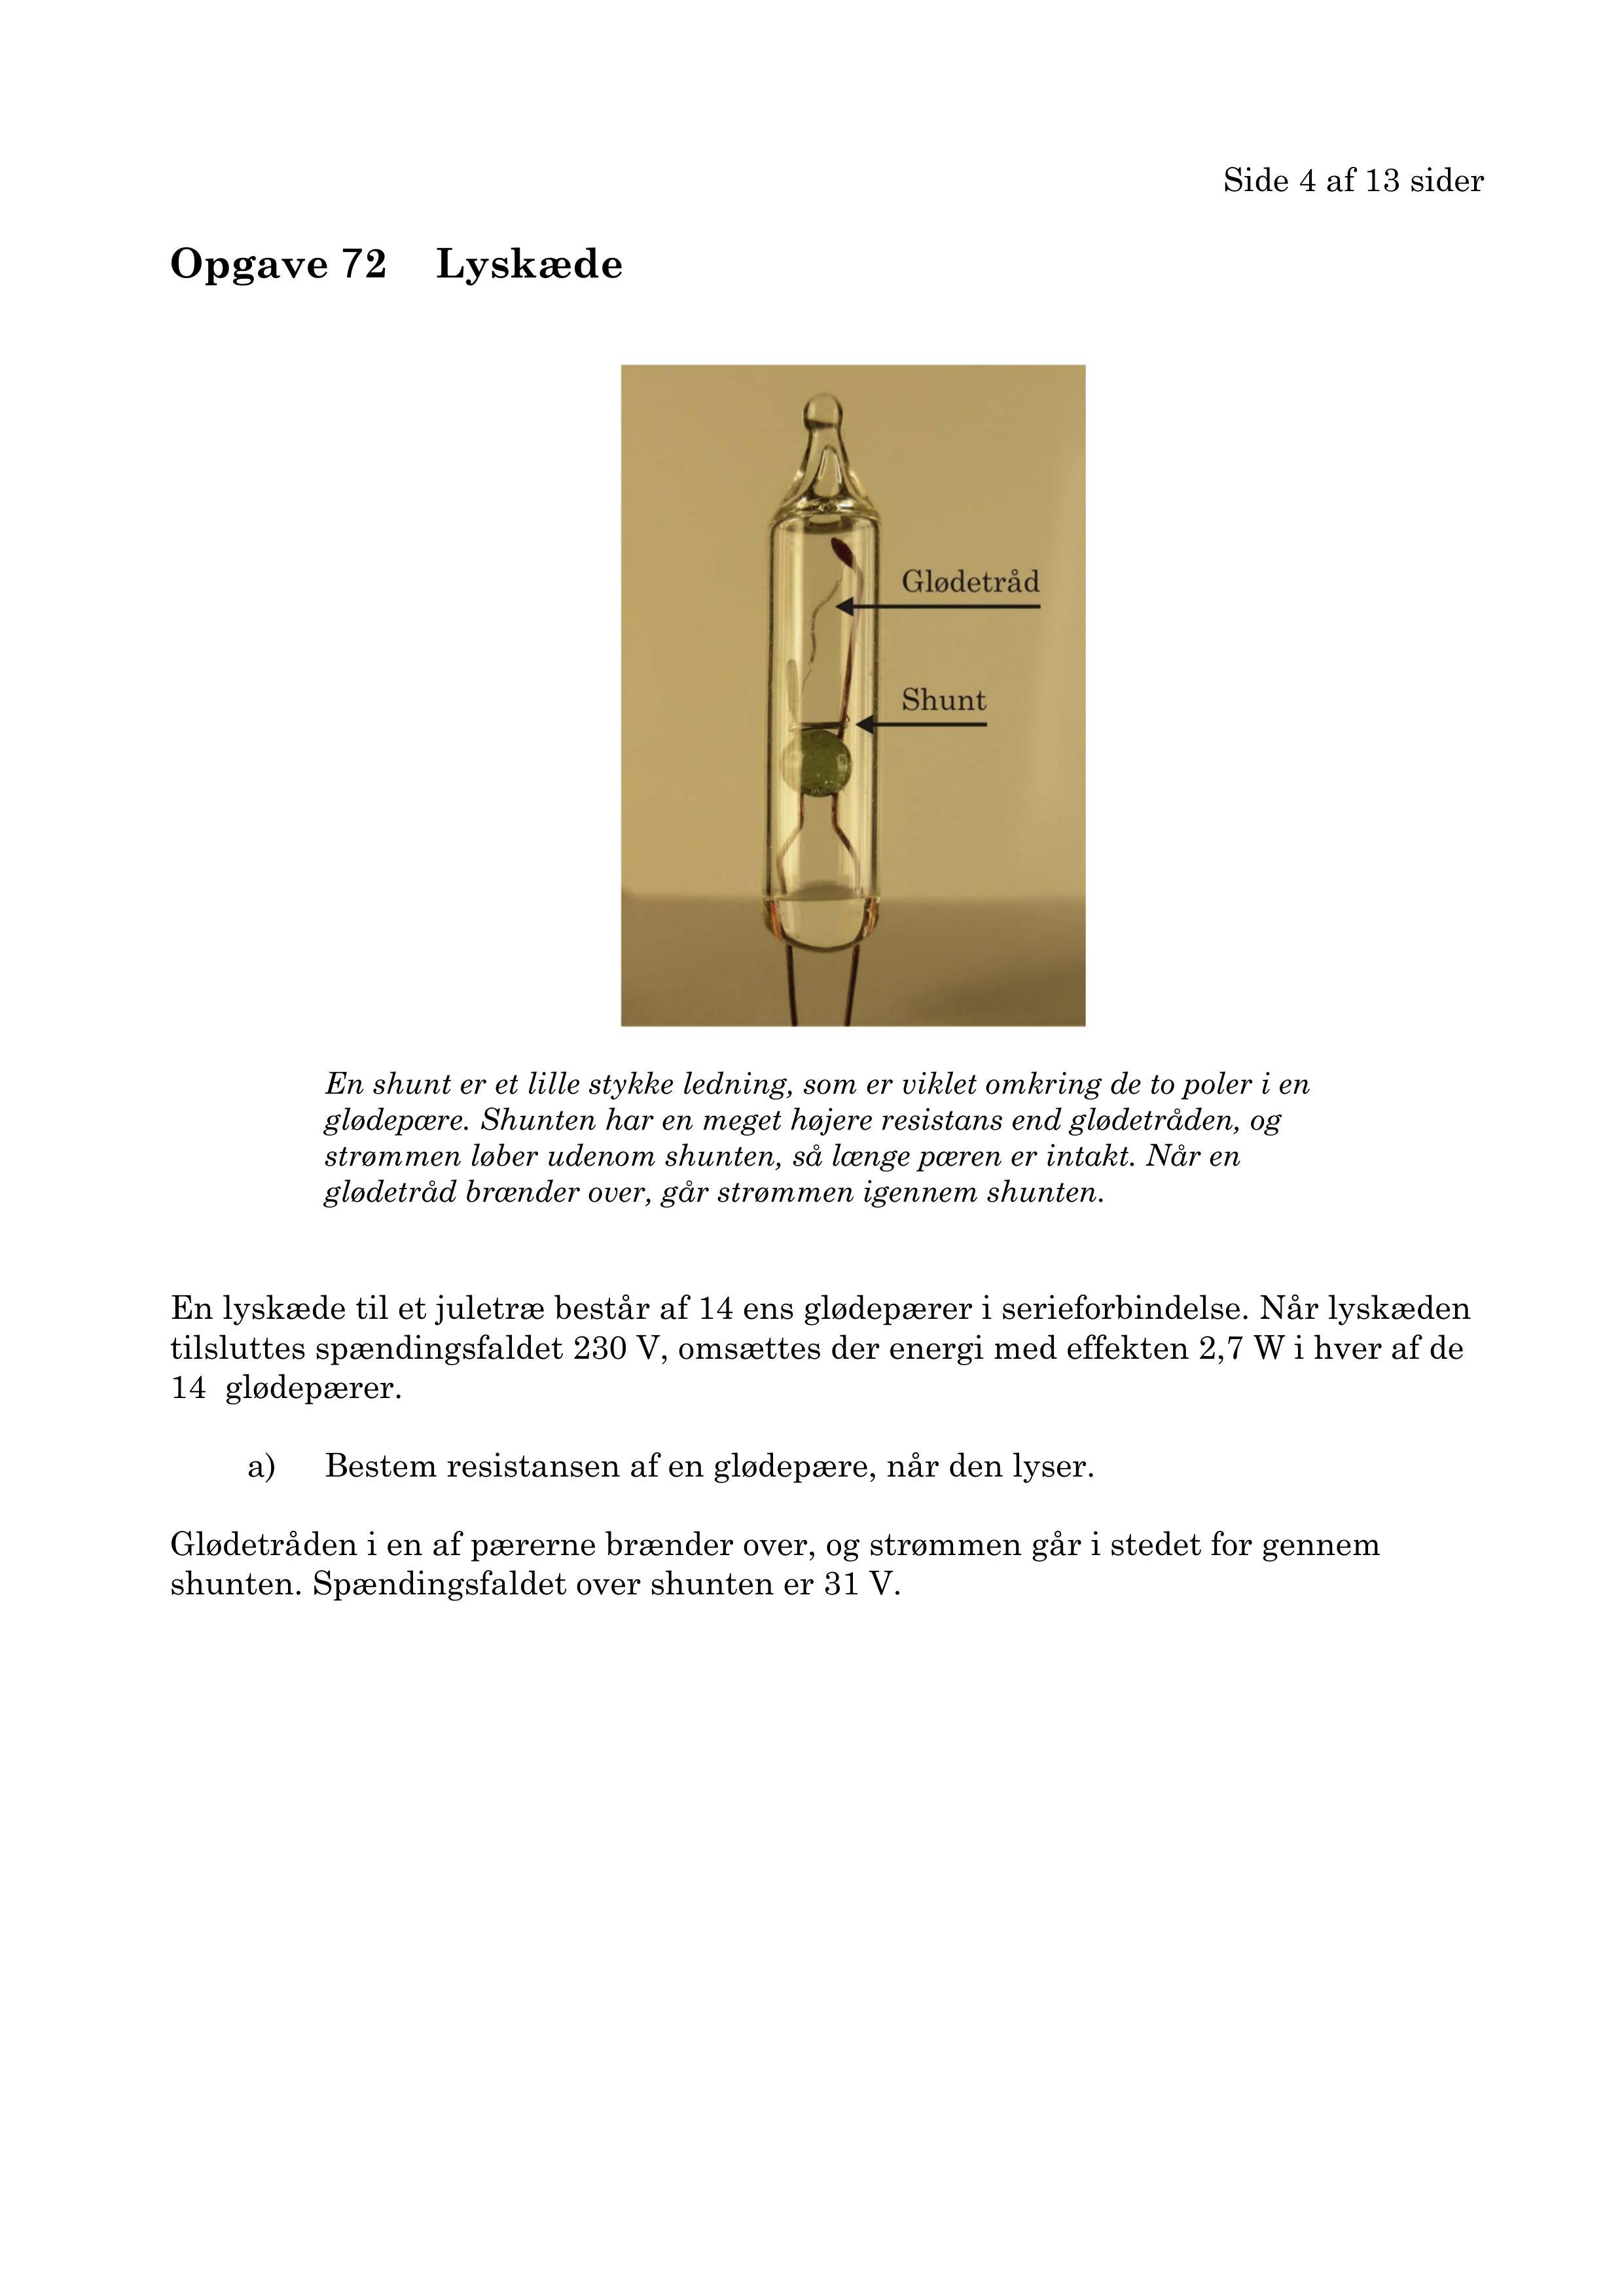 Side 4 af 13 sider
Opgave 72 Lyskæde
Glødetråd
Shunt
En shunt er et lille stykke ledning, som er viklet omkring de to poler i en
glødepære. Shunten har en meget højere resistans end glødetråden, og
strømmen løber udenom shunten, så længe pæren er intakt. Når en
glødetråd brænder over, går strømmen igennem shunten.
En lyskæde til et juletræ består af 14 ens glødepærer i serieforbindelse. Når lyskæden
tilsluttes spændingsfaldet 230 V, omsættes der energi med effekten 2,7 W i hver af de
14 glødepærer.
a) Bestem resistansen af en glødepære, når den lyser.
Glødetråden i en af pærerne brænder over, og strømmen går i stedet for gennem
shunten. Spændingsfaldet over shunten er 31 V.